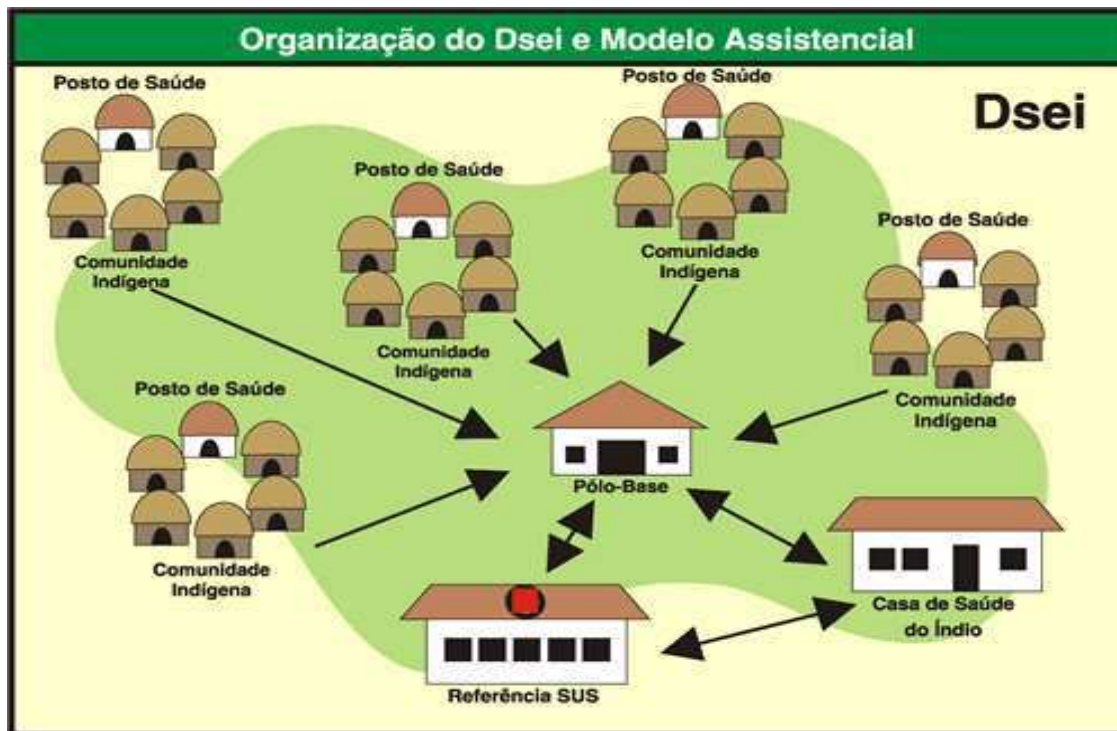 Organização do Dsei e Modelo Assistencial
Dsei
Posto de Saúde
Comunidade
Indígena
Posto de Saúde
Comunidade
Indígena
Posto de Saúde
Comunidade
Indígena
Posto de Saúde
Comunidade
Indígena
Posto de Saúde
Comunidade
Indígena
Pólo-Base
Casa de Saúde
do Índio
Referência SUS